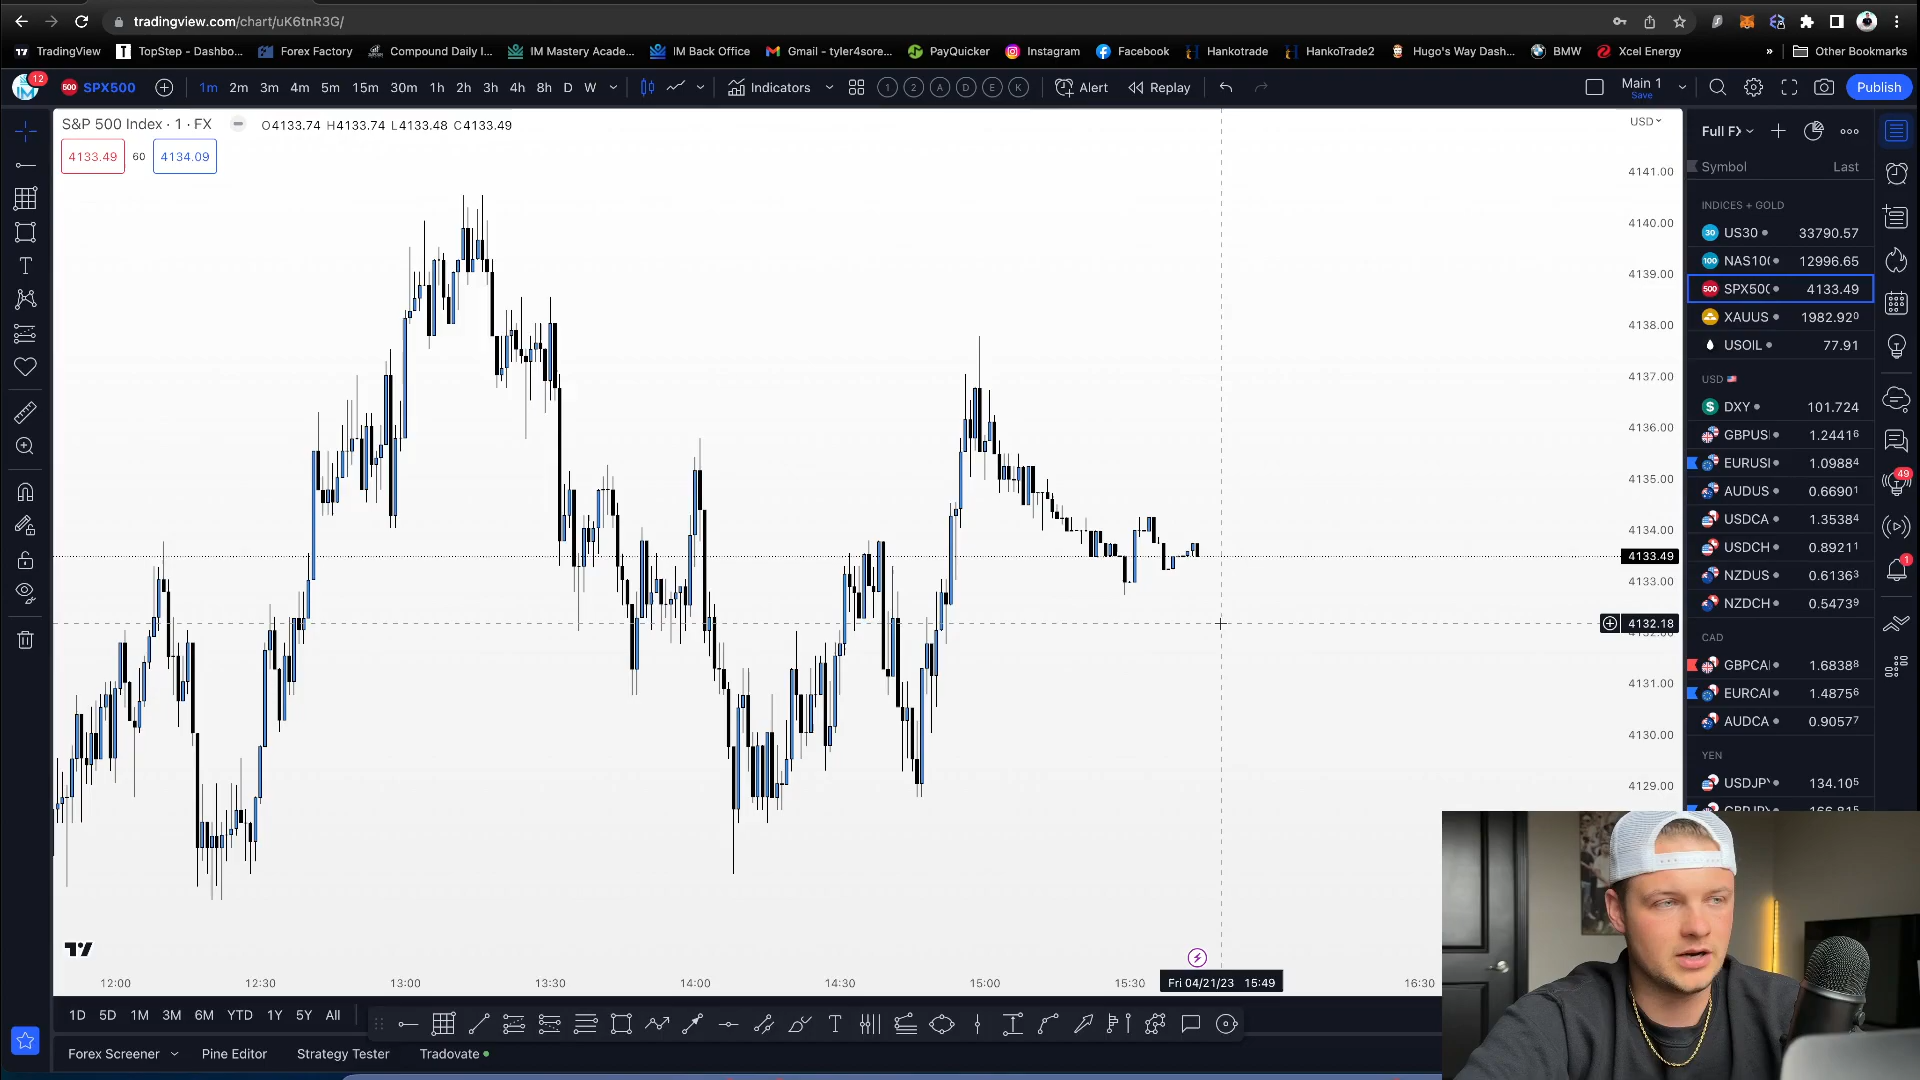 tradingview.com/chart/uK6tnR3G/
TradingView
TopStep - Dashbo...
Forex Factory
Compound Daily I...
IM Mastery Acade...
IM Back Office
Gmail - tyler4sore...
PayQuicker
Instagram
Facebook
Hankotrade
HankoTrade2
Hugo's Way Dash...
BMW
Xcel Energy
»
Other Bookmarks
12
SPX500
1m 2m 3m 4m 5m 15m 30m 1h 2h 3h 4h 8h D W
Indicators
1 2 A D E K
Alert
Replay
Main 1
Save
Publish
S&P 500 Index · 1 · FX
O4133.74 H4133.74 L4133.48 C4133.49
4133.49 60 4134.09
USD
4141.00
4140.00
4139.00
4138.00
4137.00
4136.00
4135.00
4134.00
4133.49
4133.00
4132.18
4131.00
4130.00
4129.00
12:00 12:30 13:00 13:30 14:00 14:30 15:00 15:30 Fri 04/21/23 15:49 16:30
Full FX
Symbol Last
INDICES + GOLD
US30 33790.57
NAS10 12996.65
SPX500 4133.49
XAUUS 1982.920
USOIL 77.91
USD
DXY 101.724
GBPUS 1.24416
EURUSI 1.09884
AUDUS 0.66901
USDCA 1.35384
USDCH 0.89211
NZDUS 0.61363
NZDCH 0.54739
CAD
GBPCAI 1.68388
EURCAI 1.48756
AUDCA 0.90577
YEN
USDJP 134.105
49
1
1D 5D 1M 3M 6M YTD 1Y 5Y All
Forex Screener
Pine Editor
Strategy Tester
Tradovate